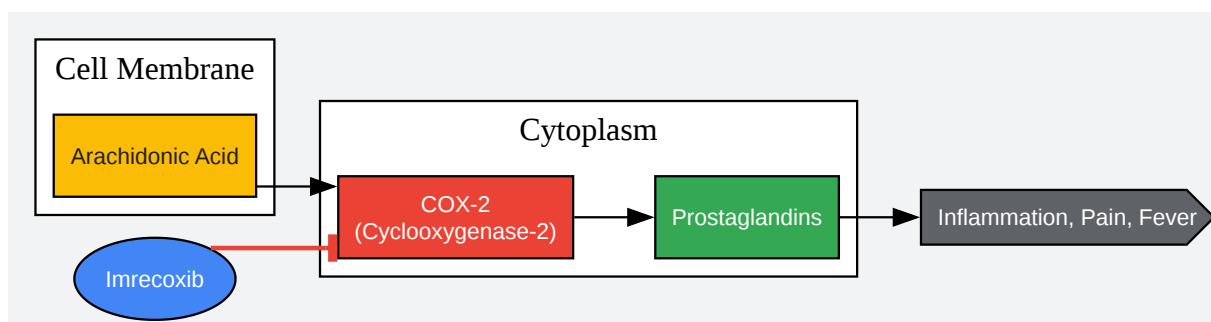 Cell Membrane
Arachidonic Acid
Cytoplasm
COX-2
(Cyclooxygenase-2)
Prostaglandins
Inflammation, Pain, Fever
Imrecoxib